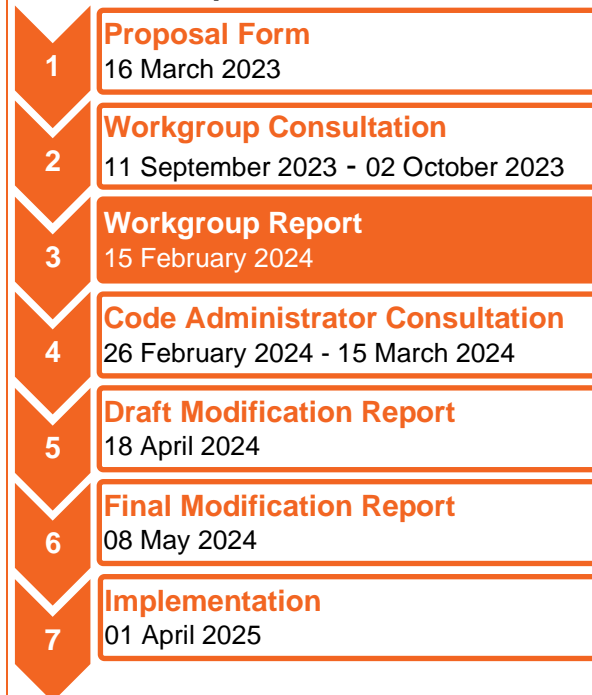 1
Proposal Form
16 March 2023
2
Workgroup Consultation
11 September 2023 - 02 October 2023
3
Workgroup Report
15 February 2024
4
Code Administrator Consultation
26 February 2024 - 15 March 2024
5
Draft Modification Report
18 April 2024
6
Final Modification Report
08 May 2024
7
Implementation
01 April 2025